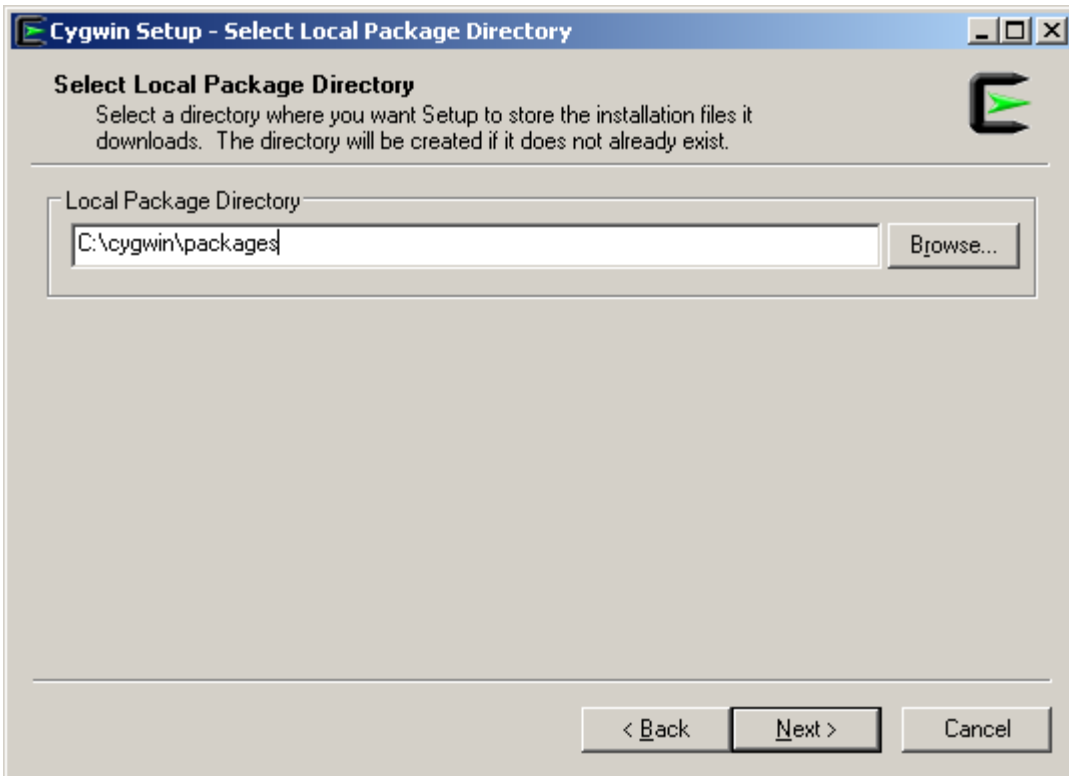 Cygwin Setup - Select Local Package Directory
Select Local Package Directory
Select a directory where you want Setup to store the installation files it
downloads. The directory will be created if it does not already exist.
Local Package Directory
C:\cygwin\packages
Browse...
< Back
Next >
Cancel